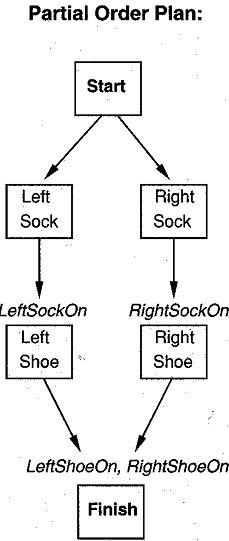 Partial Order Plan:
Start
Left
Sock
Right
Sock
LeftSockOn
RightSockOn
Left
Shoe
Right
Shoe
LeftShoeOn, RightShoeOn
Finish